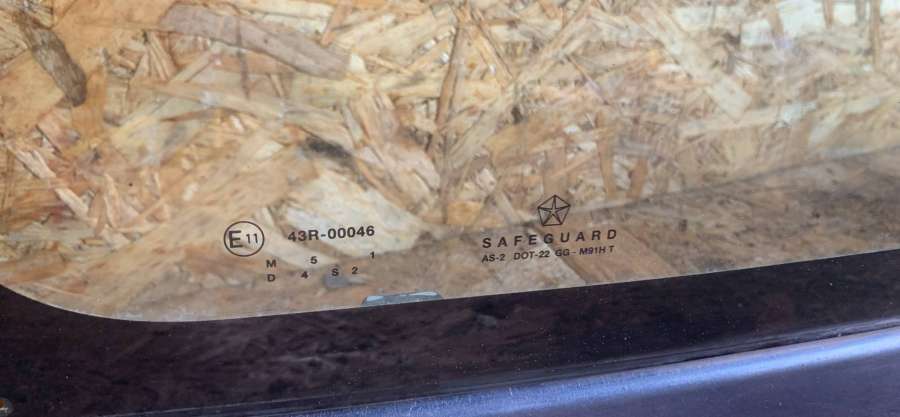 E11
43R-00046
M 5 1
D 4 S 2
SAFEGUARD
AS-2 DOT-22 GG - M91H T